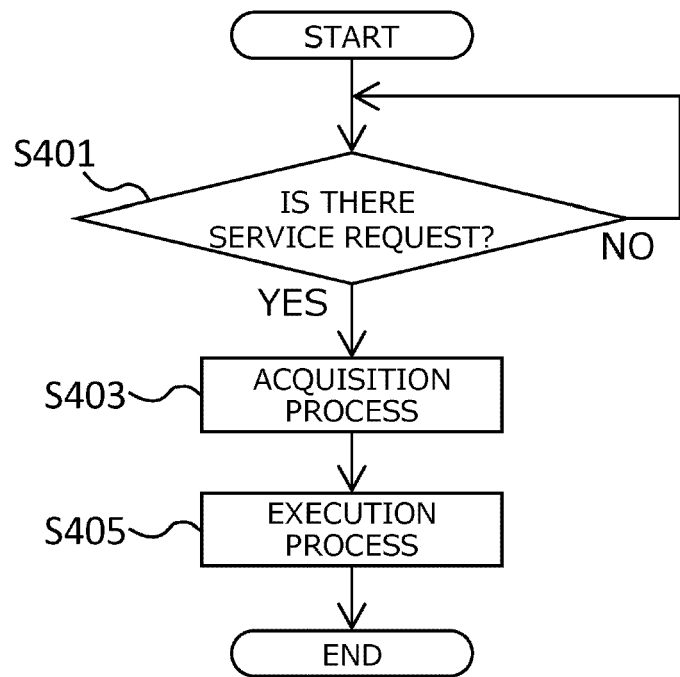 START
S401
IS THERE
SERVICE REQUEST?
NO
YES
S403
ACQUISITION
PROCESS
S405
EXECUTION
PROCESS
END